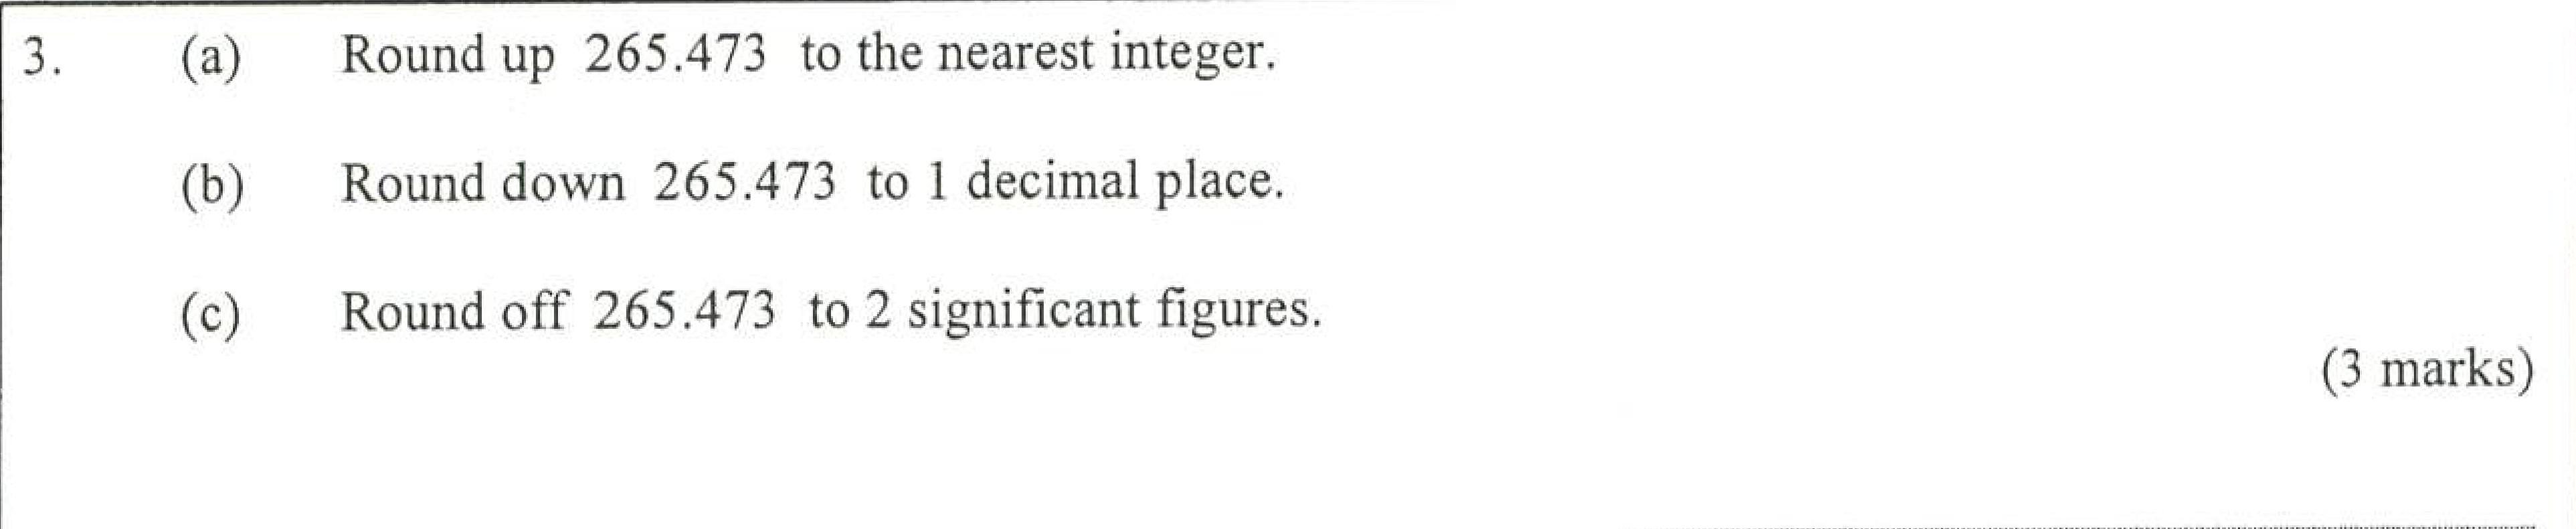 3. (a) Round up 265.473 to the nearest integer.
(b) Round down 265.473 to 1 decimal place.
(c) Round off 265.473 to 2 significant figures.
(3 marks)